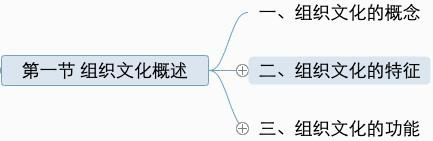 一、组织文化的概念
第一节 组织文化概述
二、组织文化的特征
三、组织文化的功能